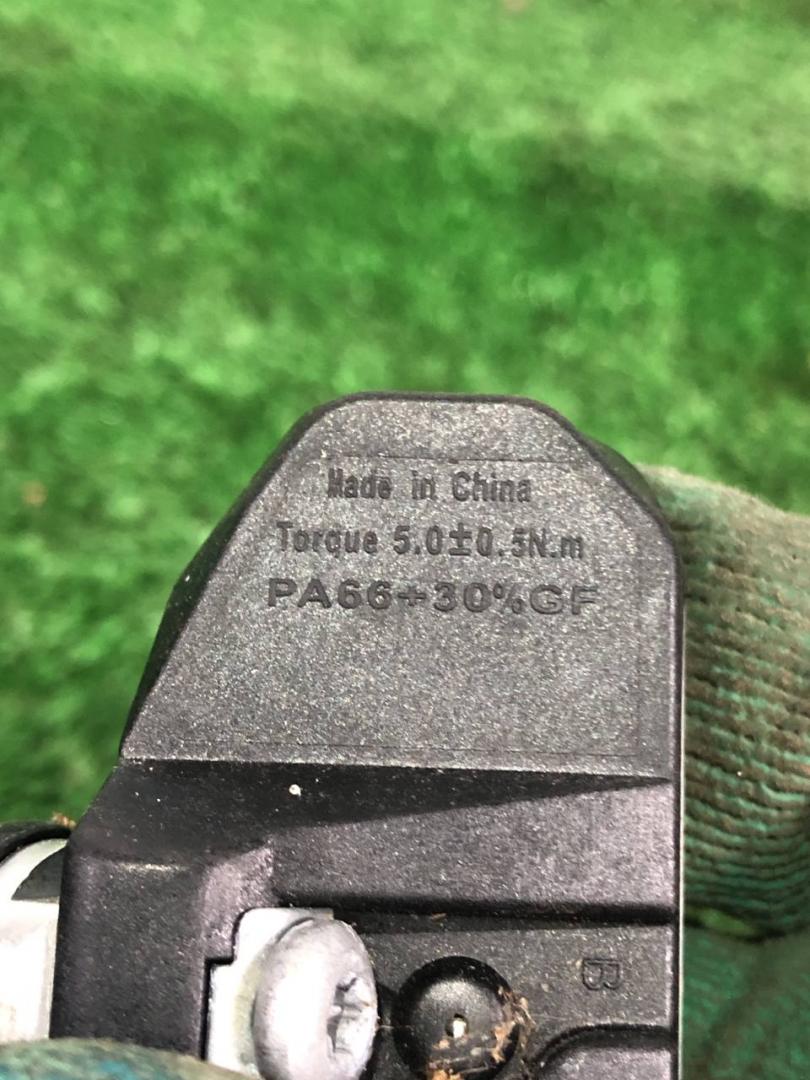 Made in China
Torque 5.0±0.5N.m
PA66+30%GF